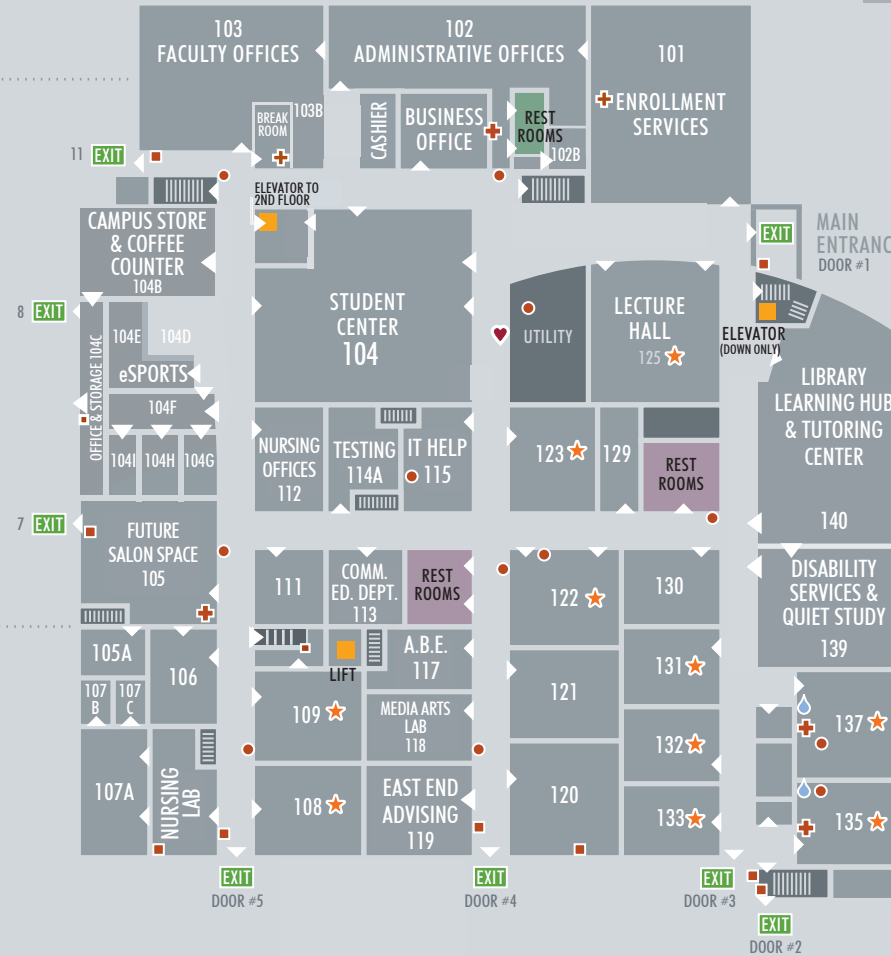 103
FACULTY OFFICES
102
ADMINISTRATIVE OFFICES
101
ENROLLMENT
SERVICES
BREAK
ROOM
103B
CASHIER
BUSINESS
OFFICE
REST
ROOMS
102B
11 EXIT
ELEVATOR TO
2ND FLOOR
CAMPUS STORE
& COFFEE
COUNTER
104B
EXIT
MAIN
ENTRANC
DOOR #1
8 EXIT
STUDENT
CENTER
104
UTILITY
LECTURE
HALL
125
ELEVATOR
(DOWN ONLY)
OFFICE & STORAGE 104C
104E
104D
eSPORTS
104F
104I
104H
104G
LIBRARY
LEARNING HUB
& TUTORING
CENTER
140
NURSING
OFFICES
112
TESTING
114A
IT HELP
115
123
129
REST
ROOMS
7 EXIT
FUTURE
SALON SPACE
105
111
COMM.
ED. DEPT.
113
REST
ROOMS
122
130
DISABILITY
SERVICES &
QUIET STUDY
139
105A
106
107
B
107
C
LIFT
A.B.E.
117
109
MEDIA ARTS
LAB
118
121
131
132
137
107A
NURSING
LAB
108
EAST END
ADVISING
119
120
133
135
EXIT
DOOR #5
EXIT
DOOR #4
EXIT
DOOR #3
EXIT
DOOR #2